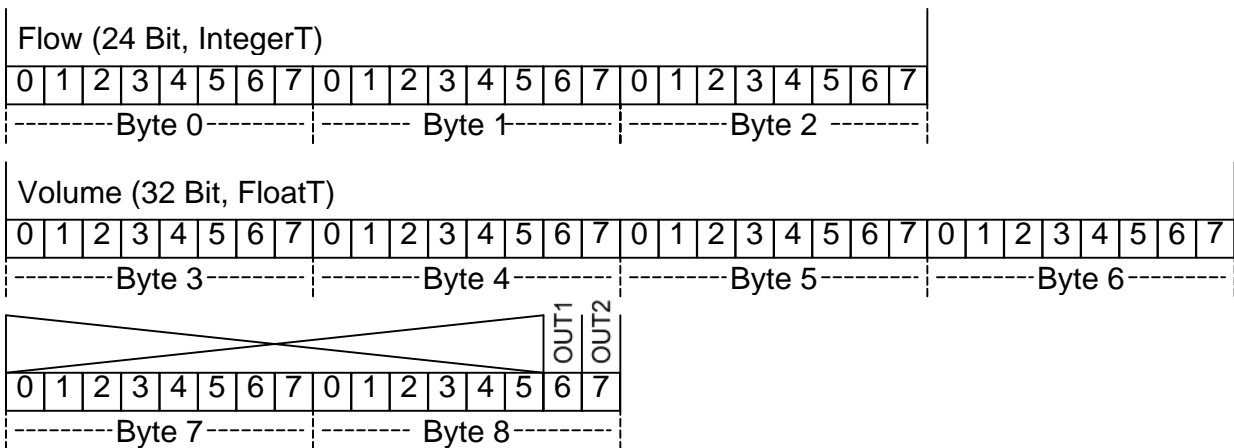 Flow (24 Bit, IntegerT)
0 1 2 3 4 5 6 7 0 1 2 3 4 5 6 7 0 1 2 3 4 5 6 7
Byte 0 Byte 1 Byte 2
Volume (32 Bit, FloatT)
0 1 2 3 4 5 6 7 0 1 2 3 4 5 6 7 0 1 2 3 4 5 6 7 0 1 2 3 4 5 6 7
Byte 3 Byte 4 Byte 5 Byte 6
OUT1 OUT2
0 1 2 3 4 5 6 7 0 1 2 3 4 5 6 7
Byte 7 Byte 8